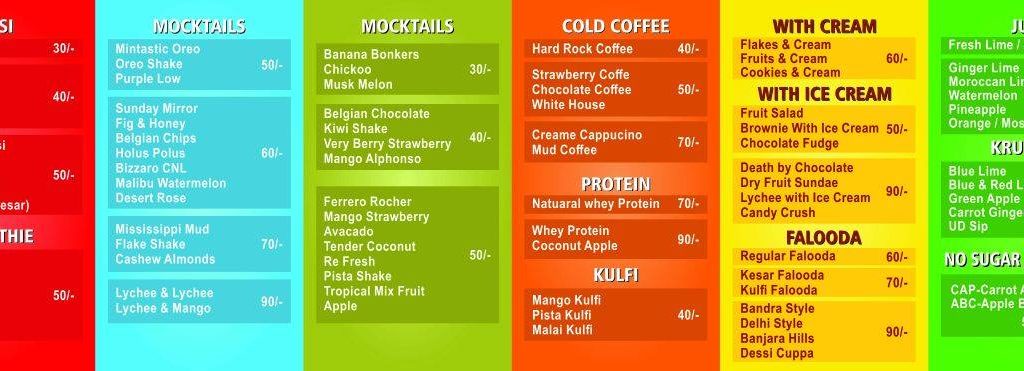 SI
30/-
40/-
si
50/-
esar)
THIE
50/-
MOCKTAILS
Mintastic Oreo
Oreo Shake
Purple Low
50/-
Sunday Mirror
Fig & Honey
Belgian Chips
Holus Polus
Bizzaro CNL
Malibu Watermelon
Desert Rose
60/-
Mississippi Mud
Flake Shake
Cashew Almonds
70/-
Lychee & Lychee
Lychee & Mango
90/-
MOCKTAILS
Banana Bonkers
Chickoo
Musk Melon
30/-
Belgian Chocolate
Kiwi Shake
Very Berry Strawberry
Mango Alphonso
40/-
Ferrero Rocher
Mango Strawberry
Avacado
Tender Coconut
Re Fresh
Pista Shake
Tropical Mix Fruit
Apple
50/-
COLD COFFEE
Hard Rock Coffee 40/-
Strawberry Coffe
Chocolate Coffee
White House
50/-
Creame Cappucino
Mud Coffee
70/-
PROTEIN
Natuaral whey Protein 70/-
Whey Protein
Coconut Apple
90/-
KULFI
Mango Kulfi
Pista Kulfi
Malai Kulfi
40/-
WITH CREAM
Flakes & Cream
Fruits & Cream
Cookies & Cream
60/-
WITH ICE CREAM
Fruit Salad
Brownie With Ice Cream 50/-
Chocolate Fudge
Death by Chocolate
Dry Fruit Sundae
Lychee with Ice Cream
Candy Crush
90/-
FALOODA
Regular Falooda 60/-
Kesar Falooda
Kulfi Falooda
70/-
Bandra Style
Delhi Style
Banjara Hills
Dessi Cuppa
90/-
JU
Fresh Lime /
Ginger Lime
Moroccan Li
Watermelon
Pineapple
Orange / Mos
KRU
Blue Lime
Blue & Red L
Green Apple
Carrot Ginge
UD Sip
NO SUGAR
CAP-Carrot A
ABC-Apple B